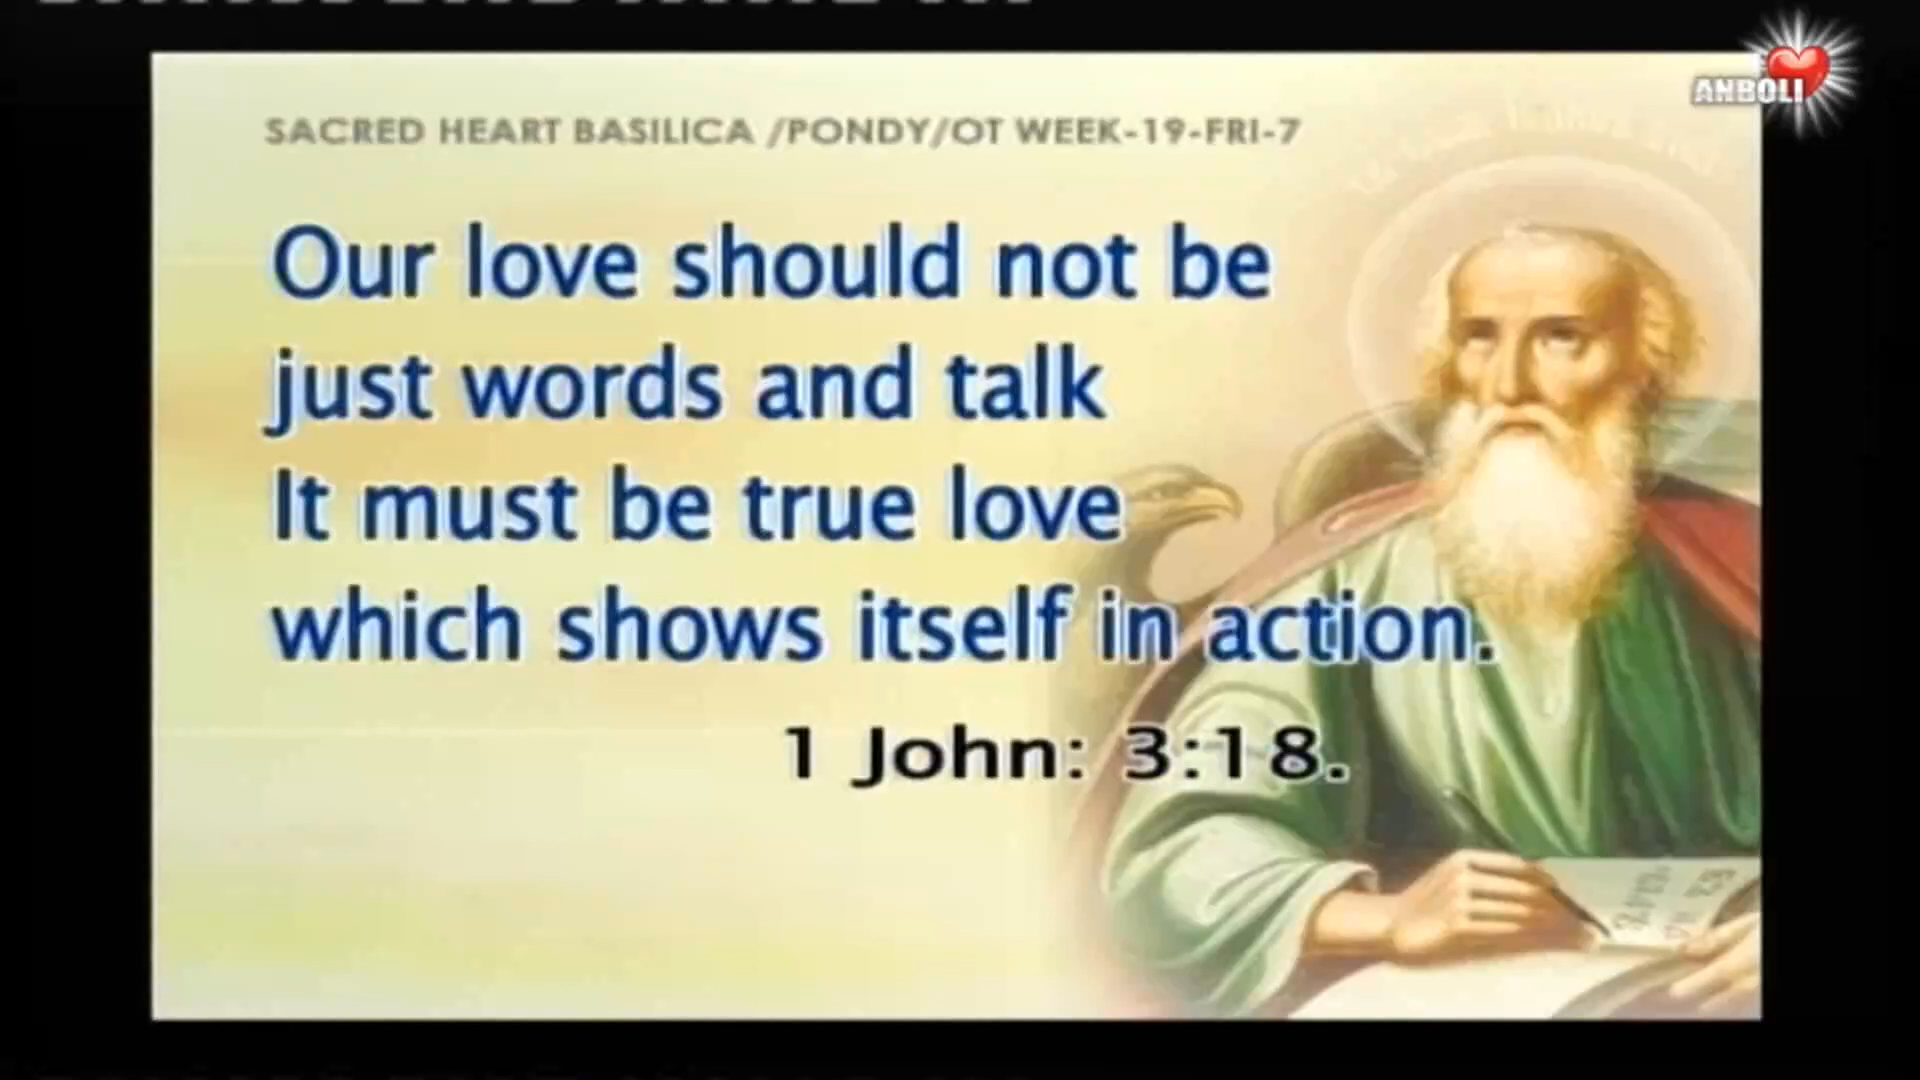 ANBOLI
SACRED HEART BASILICA /PONDY/OT WEEK-19-FRI-7
Our love should not be
just words and talk
It must be true love
which shows itself in action.
1 John: 3:18.